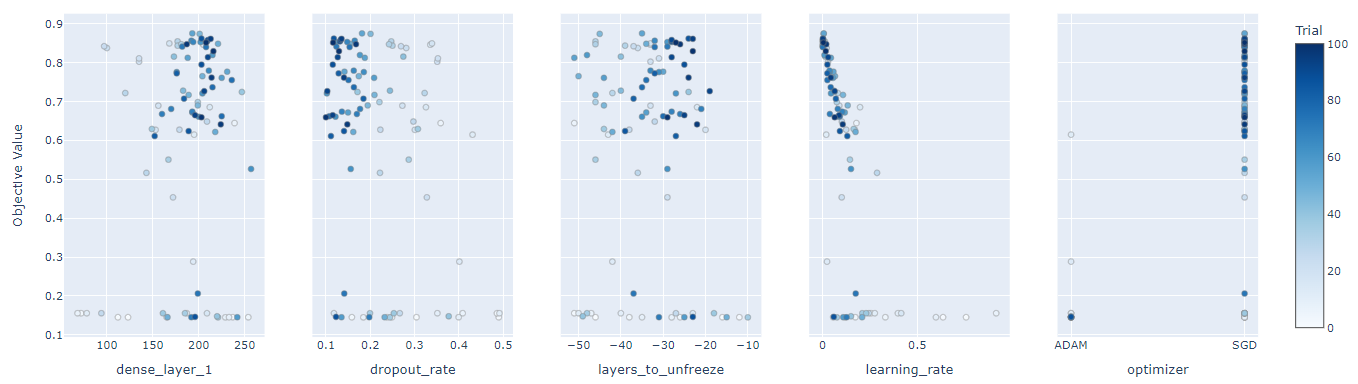 Objective Value
0.9
0.8
0.7
0.6
0.5
0.4
0.3
0.2
0.1
100 150 200 250
dense_layer_1
0.1 0.2 0.3 0.4 0.5
dropout_rate
−50 −40 −30 −20 −10
layers_to_unfreeze
0 0.5
learning_rate
ADAM SGD
optimizer
Trial
100
80
60
40
20
0